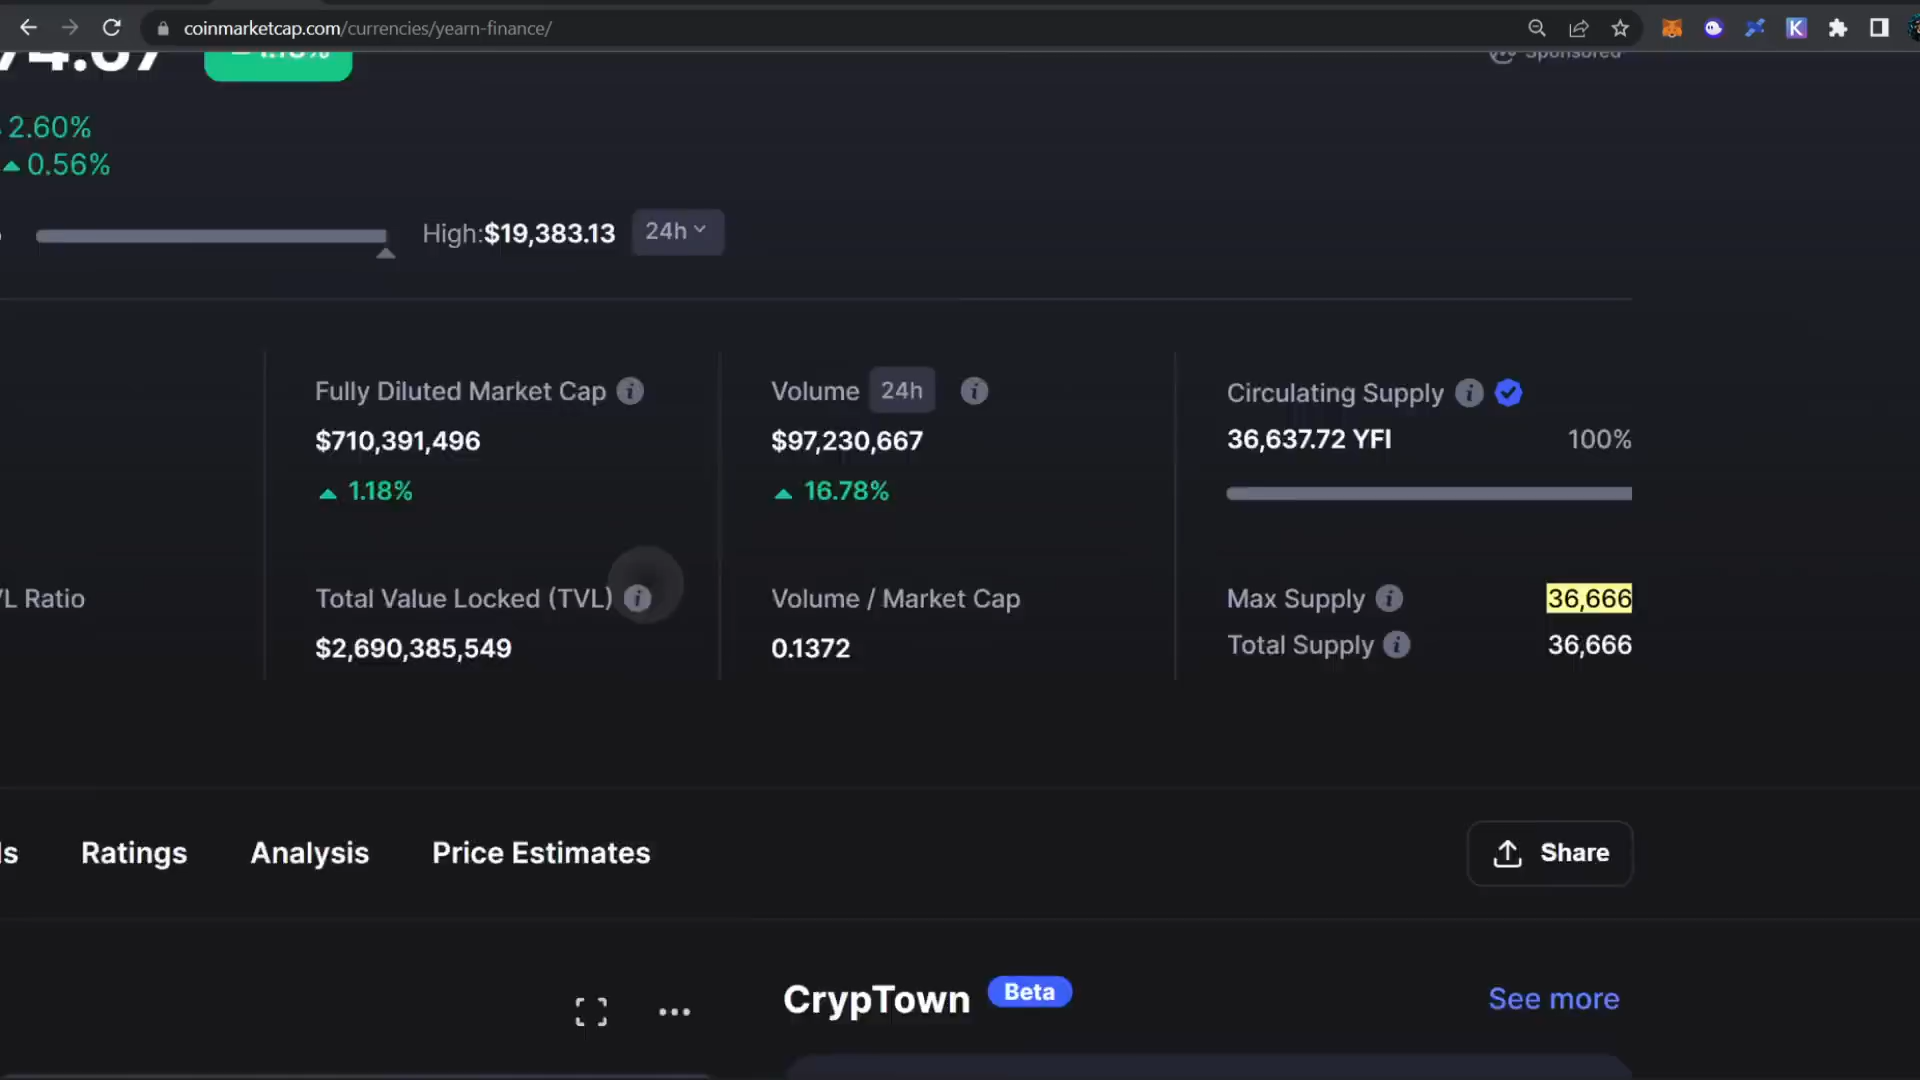 coinmarketcap.com/currencies/yearn-finance/
Sponsored
2.60%
0.56%
High:$19,383.13 24h
Fully Diluted Market Cap
$710,391,496
1.18%
Volume 24h
$97,230,667
16.78%
Circulating Supply
36,637.72 YFI 100%
Ratio
Total Value Locked (TVL)
$2,690,385,549
Volume / Market Cap
0.1372
Max Supply 36,666
Total Supply 36,666
Ratings Analysis Price Estimates Share
CrypTown Beta See more